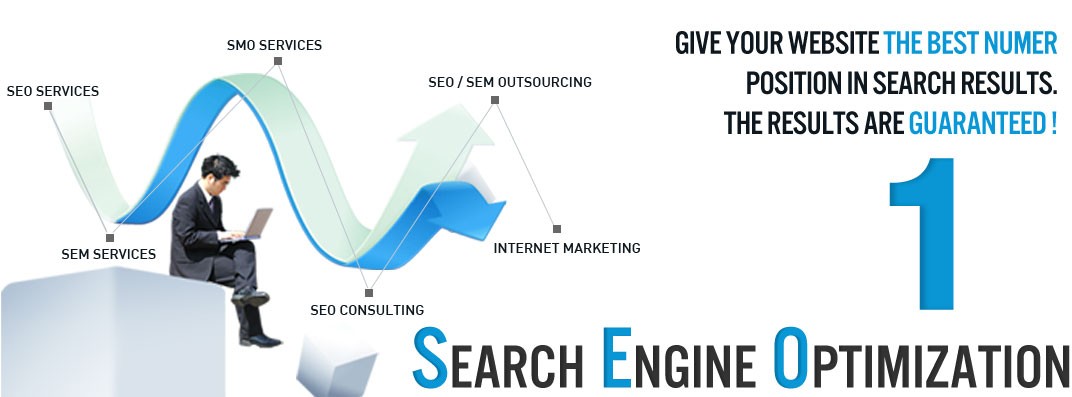 SMO SERVICES
SEO SERVICES
SEO / SEM OUTSOURCING
SEM SERVICES
INTERNET MARKETING
SEO CONSULTING
GIVE YOUR WEBSITE THE BEST NUMER
POSITION IN SEARCH RESULTS.
THE RESULTS ARE GUARANTEED !
1
SEARCH ENGINE OPTIMIZATION